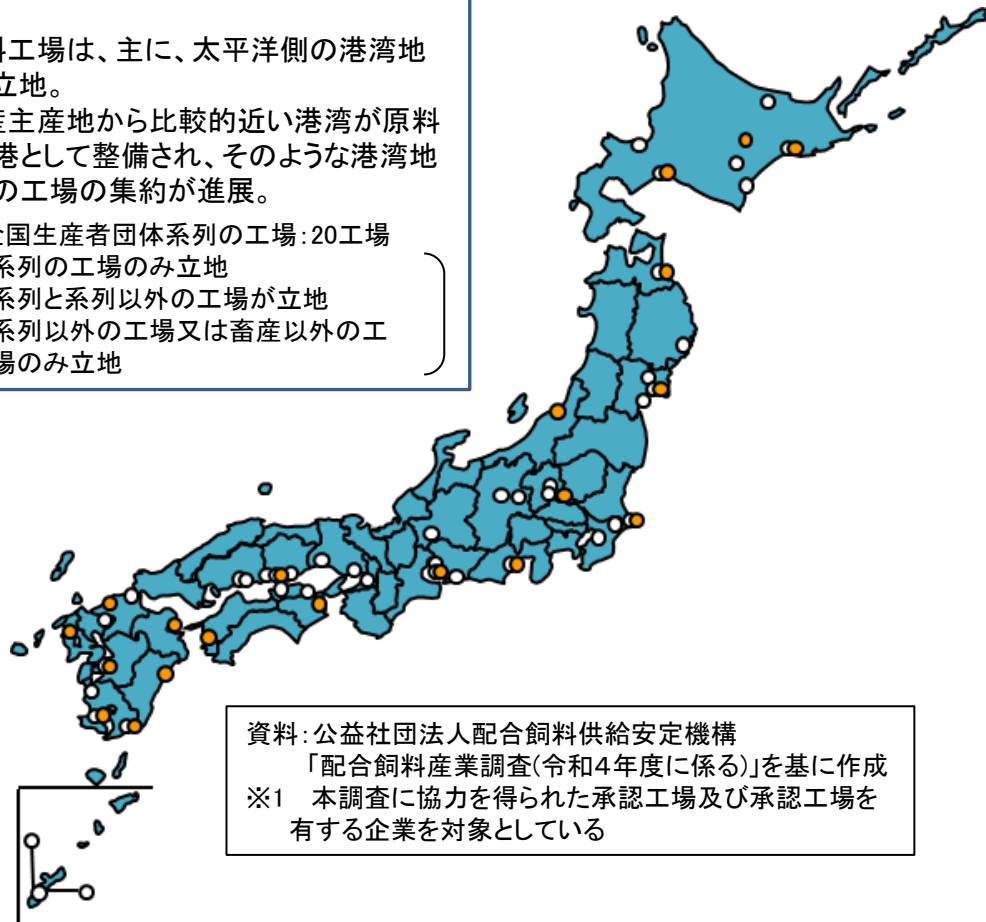 料工場は、主に、太平洋側の港湾地
立地。
産主産地から比較的近い港湾が原料
港として整備され、そのような港湾地
の工場の集約が進展。
全国生産者団体系列の工場：20工場
系列の工場のみ立地
系列と系列以外の工場が立地
系列以外の工場又は畜産以外の工
場のみ立地
資料：公益社団法人配合飼料供給安定機構
「配合飼料産業調査(令和４年度に係る)」を基に作成
※1　本調査に協力を得られた承認工場及び承認工場を
有する企業を対象としている